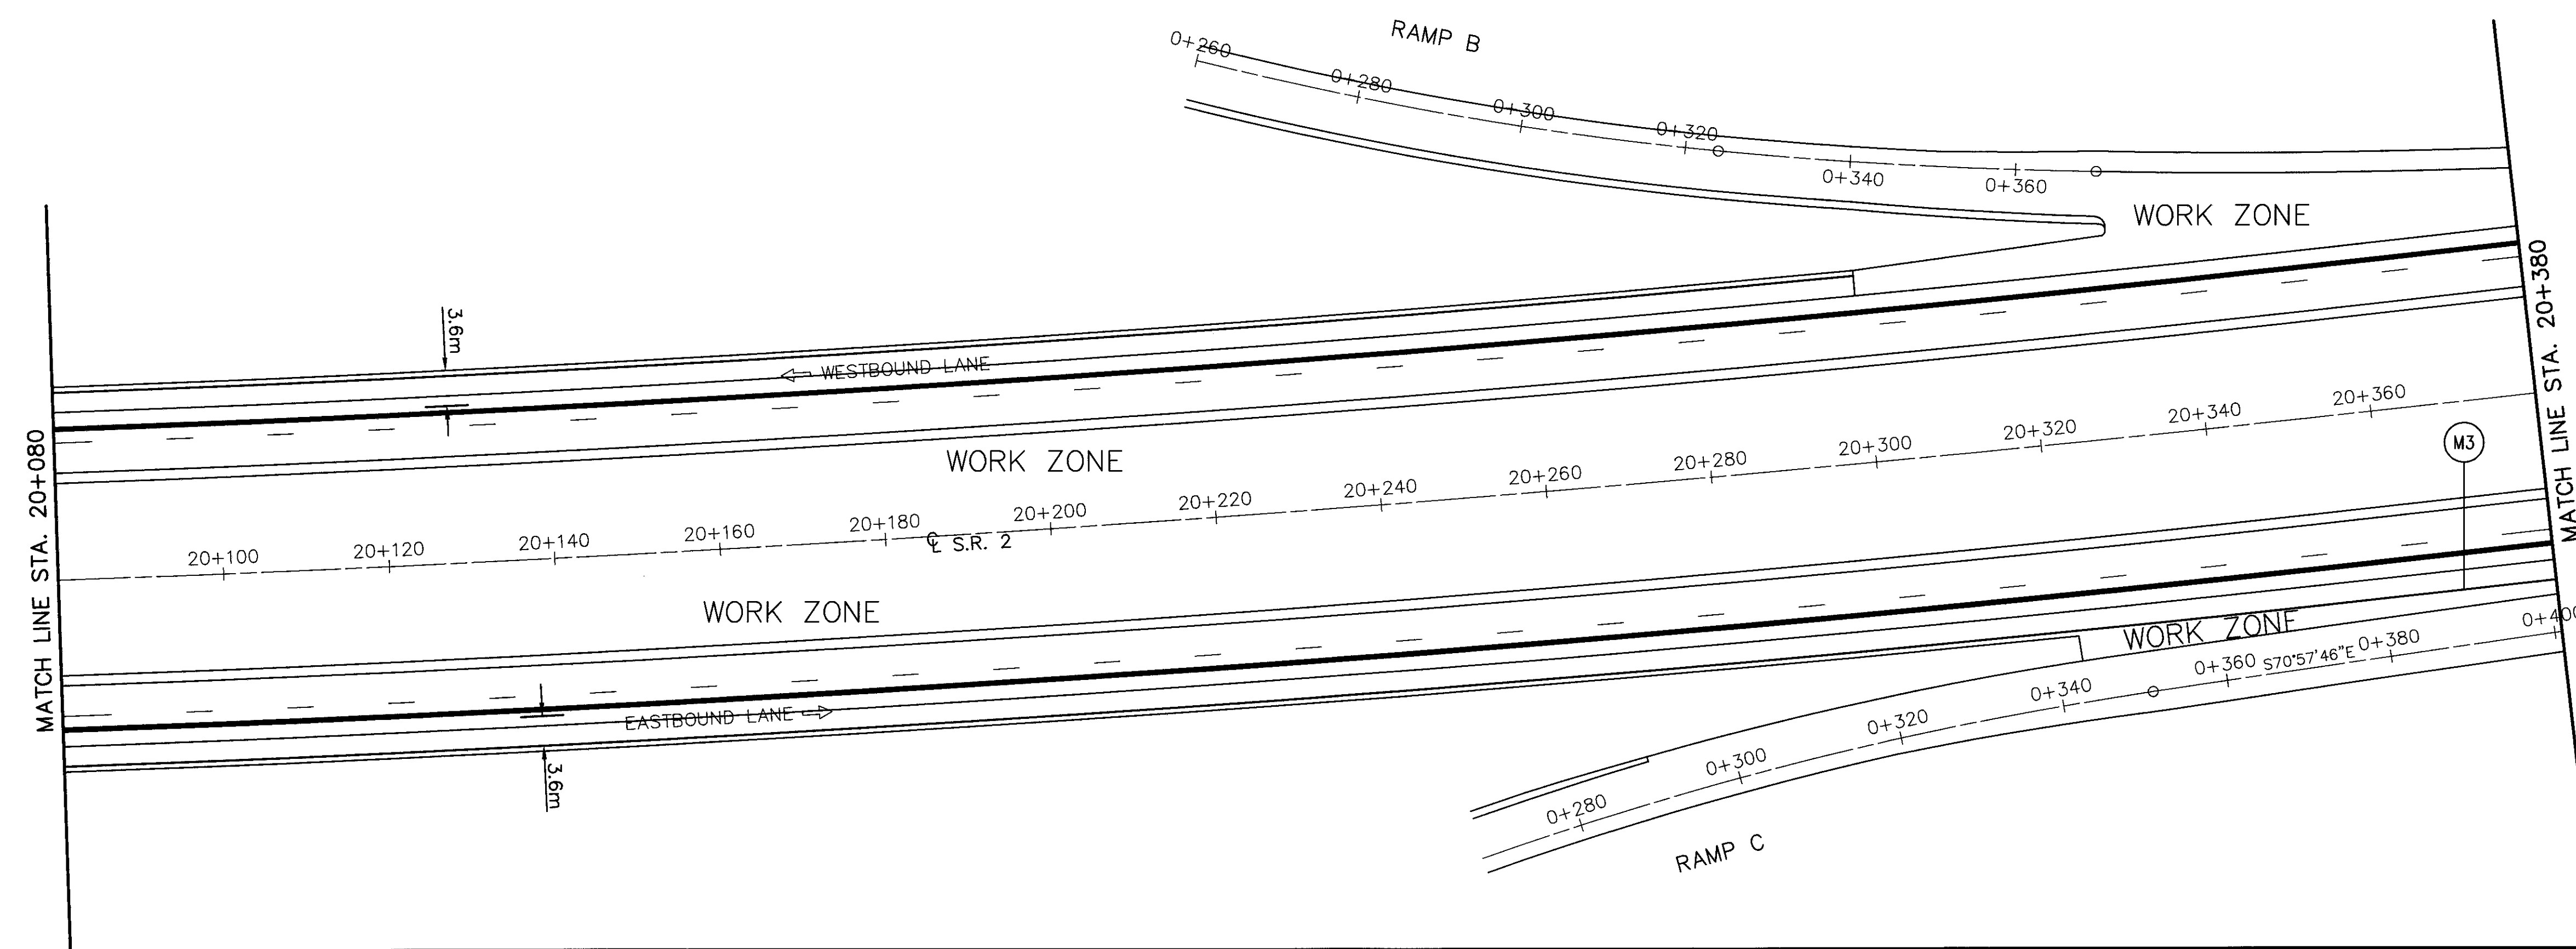 RAMP B
0+260
0+280
0+300
0+320
0+340
0+360
WORK ZONE
3.6m
WESTBOUND LANE
MATCH LINE STA. 20+080
MATCH LINE STA. 20+380
WORK ZONE
20+100
20+120
20+140
20+160
20+180
20+200
20+220
20+240
20+260
20+280
20+300
20+320
20+340
20+360
℄ S.R. 2
M3
WORK ZONE
EASTBOUND LANE
3.6m
WORK ZONE
0+280
0+300
0+320
0+340
0+360
S70°57'46"E
0+380
0+400
RAMP C